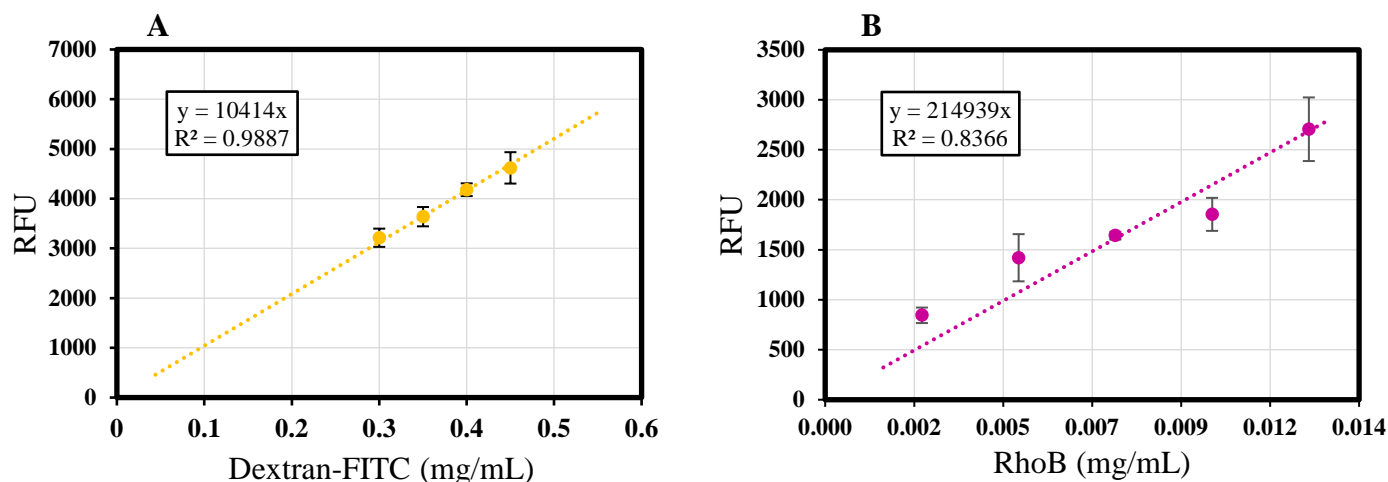 A
7000
6000
5000
4000
3000
2000
1000
0
RFU
y = 10414x
R² = 0.9887
0 0.1 0.2 0.3 0.4 0.5 0.6
Dextran-FITC (mg/mL)
B
3500
3000
2500
2000
1500
1000
500
0
RFU
y = 214939x
R² = 0.8366
0.000 0.002 0.005 0.007 0.009 0.012 0.014
RhoB (mg/mL)